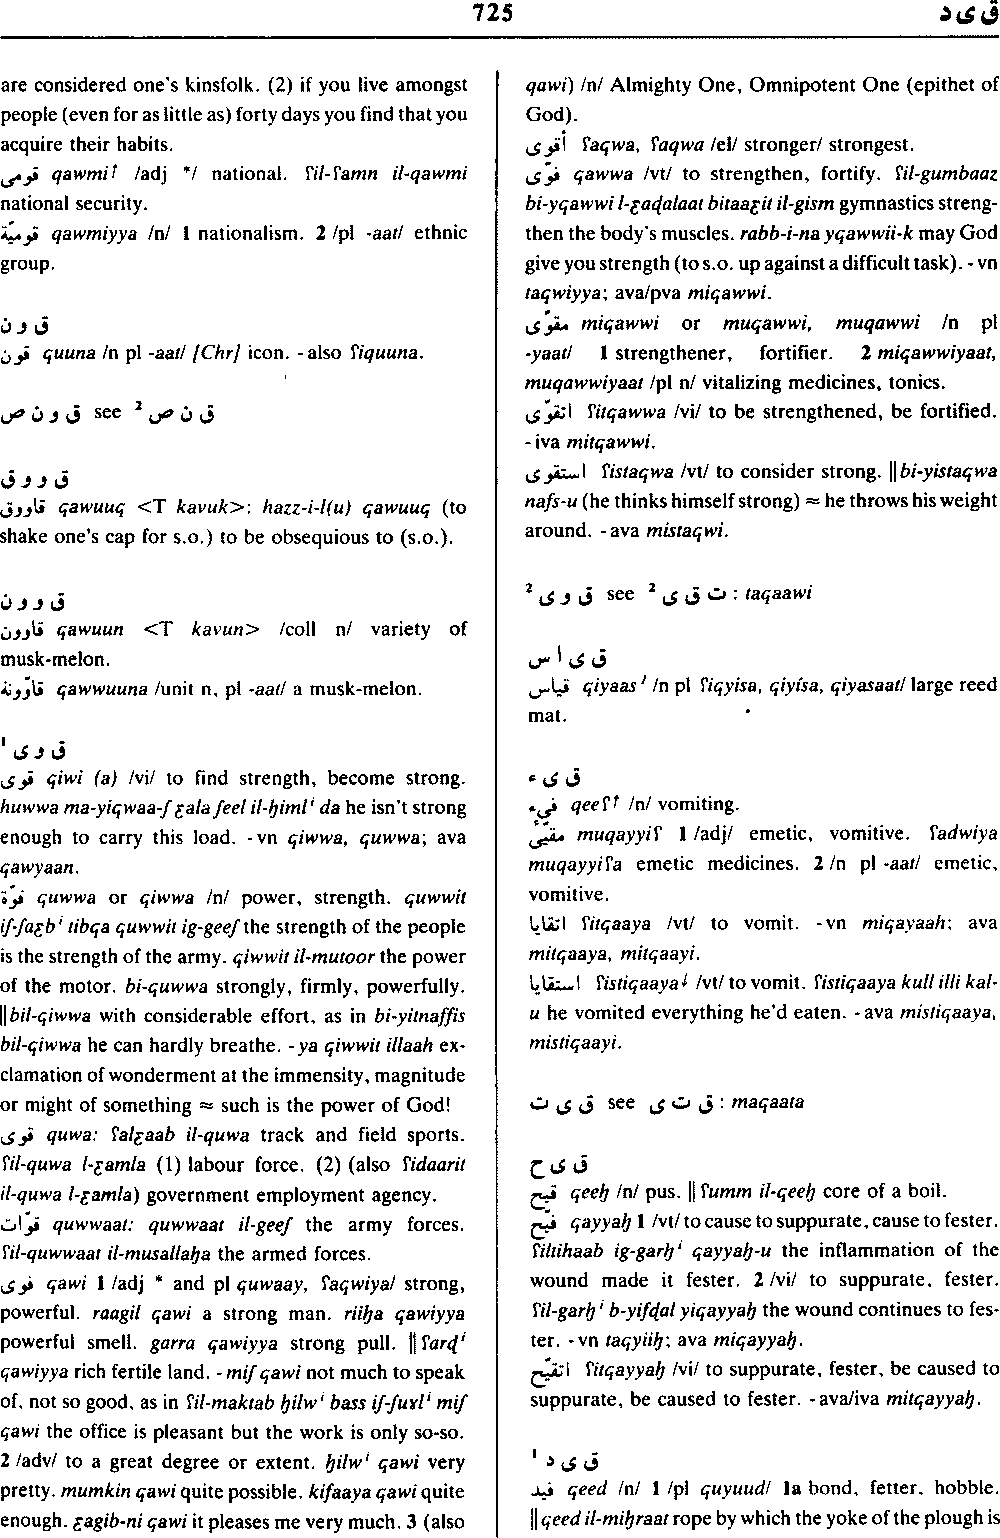 725
ق ى د
are considered one's kinsfolk. (2) if you live amongst
people (even for as little as) forty days you find that you
acquire their habits.
قومى qawmi↑ /adj */ national. ʕil-ʕamn il-qawmi
national security.
قوميّة qawmiyya /n/ 1 nationalism. 2 /pl -aat/ ethnic
group.
ق و ن
قون quuna /n pl -aat/ [Chr] icon. - also ʕiquuna.
ق و ن ص see ² ق ن ص
ق و و ق
قاووق qawuuq <T kavuk>: hazz-i-l(u) qawuuq (to
shake one's cap for s.o.) to be obsequious to (s.o.).
ق و و ن
قاوون qawuun <T kavun> /coll n/ variety of
musk-melon.
قاوّونة qawwuuna /unit n, pl -aat/ a musk-melon.
ق و ى ¹
قوى qiwi (a) /vi/ to find strength, become strong.
huwwa ma-yiqwaa-ʃ ƹala ʃeel il-ḥimlⁱ da he isn't strong
enough to carry this load. - vn qiwwa, quwwa; ava
qawyaan.
قوّة quwwa or qiwwa /n/ power, strength. quwwit
iʃ-ʃaƹbⁱ tibqa quwwit ig-geeʃ the strength of the people
is the strength of the army. qiwwit il-mutoor the power
of the motor. bi-quwwa strongly, firmly, powerfully.
‖bil-qiwwa with considerable effort, as in bi-yitnaffis
bil-qiwwa he can hardly breathe. - ya qiwwit illaah ex-
clamation of wonderment at the immensity, magnitude
or might of something ≈ such is the power of God!
قوى quwa: ʕalƹaab il-quwa track and field sports.
ʕil-quwa l-ƹamla (1) labour force. (2) (also ʕidaarit
il-quwa l-ƹamla) government employment agency.
قوّات quwwaat: quwwaat il-geeʃ the army forces.
ʕil-quwwaat il-musallaḥa the armed forces.
قوى qawi 1 /adj * and pl quwaay, ʕaqwiya/ strong,
powerful. raagil qawi a strong man. riiḥa qawiyya
powerful smell. garra qawiyya strong pull. ‖ʕarḍⁱ
qawiyya rich fertile land. - miʃ qawi not much to speak
of, not so good, as in ʕil-maktab ḥilwⁱ bass iʃ-ʃuɣlⁱ miʃ
qawi the office is pleasant but the work is only so-so.
2 /adv/ to a great degree or extent. ḥilwⁱ qawi very
pretty. mumkin qawi quite possible. kifaaya qawi quite
enough. ƹagib-ni qawi it pleases me very much. 3 (also
qawi) /n/ Almighty One, Omnipotent One (epithet of
God).
أقوى ʕaqwa, ʕaqwa /el/ stronger/ strongest.
قوّى qawwa /vt/ to strengthen, fortify. ʕil-gumbaaz
bi-yqawwi l-ƹaḍalaat bitaaƹit il-gism gymnastics streng-
then the body's muscles. rabb-i-na yqawwii-k may God
give you strength (to s.o. up against a difficult task). - vn
taqwiyya; ava/pva miqawwi.
مقوّى miqawwi or muqawwi, muqawwi /n pl
-yaat/ 1 strengthener, fortifier. 2 miqawwiyaat,
muqawwiyaat /pl n/ vitalizing medicines, tonics.
اتقوّى ʕitqawwa /vi/ to be strengthened, be fortified.
- iva mitqawwi.
استقوى ʕistaqwa /vt/ to consider strong. ‖bi-yistaqwa
nafs-u (he thinks himself strong) ≈ he throws his weight
around. - ava mistaqwi.
ق و ى ² see ² ت ق ى : taqaawi
ق ى ا س
قياس qiyaas¹ /n pl ʕiqyisa, qiyísa, qiyasaat/ large reed
mat.
ق ى ء
قيء qeeʕ↑ /n/ vomiting.
مقيّئ muqayyiʕ 1 /adj/ emetic, vomitive. ʕadwiya
muqayyiʕa emetic medicines. 2 /n pl -aat/ emetic,
vomitive.
اتقايا ʕitqaaya /vt/ to vomit. - vn miqayaah; ava
mitqaaya, mitqaayi.
استقايا ʕistiqaaya↓ /vt/ to vomit. ʕistiqaaya kull illi kal-
u he vomited everything he'd eaten. - ava mistiqaaya,
mistiqaayi.
ق ى ت see ق ت ى : maqaata
ق ى ح
قيح qeeḥ /n/ pus. ‖ʕumm il-qeeḥ core of a boil.
قيّح qayyaḥ 1 /vt/ to cause to suppurate, cause to fester.
ʕiltihaab ig-garḥⁱ qayyaḥ-u the inflammation of the
wound made it fester. 2 /vi/ to suppurate, fester.
ʕil-garḥⁱ b-yifḍal yiqayyaḥ the wound continues to fes-
ter. - vn taqyiiḥ; ava miqayyaḥ.
اتقيّح ʕitqayyaḥ /vi/ to suppurate, fester, be caused to
suppurate, be caused to fester. - ava/iva mitqayyaḥ.
ق ى د ¹
قيد qeed /n/ 1 /pl quyuud/ 1a bond, fetter, hobble.
‖qeed il-miḥraat rope by which the yoke of the plough is